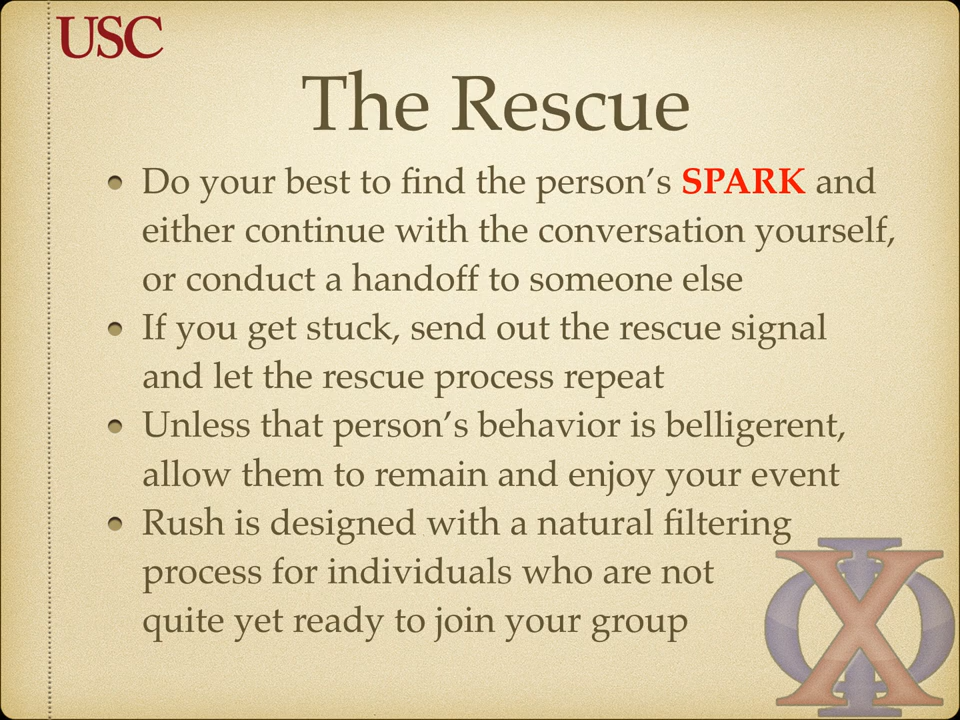 USC
The Rescue
Do your best to find the person’s SPARK and
either continue with the conversation yourself,
or conduct a handoff to someone else
If you get stuck, send out the rescue signal
and let the rescue process repeat
Unless that person’s behavior is belligerent,
allow them to remain and enjoy your event
Rush is designed with a natural filtering
process for individuals who are not
quite yet ready to join your group
ΦΧ